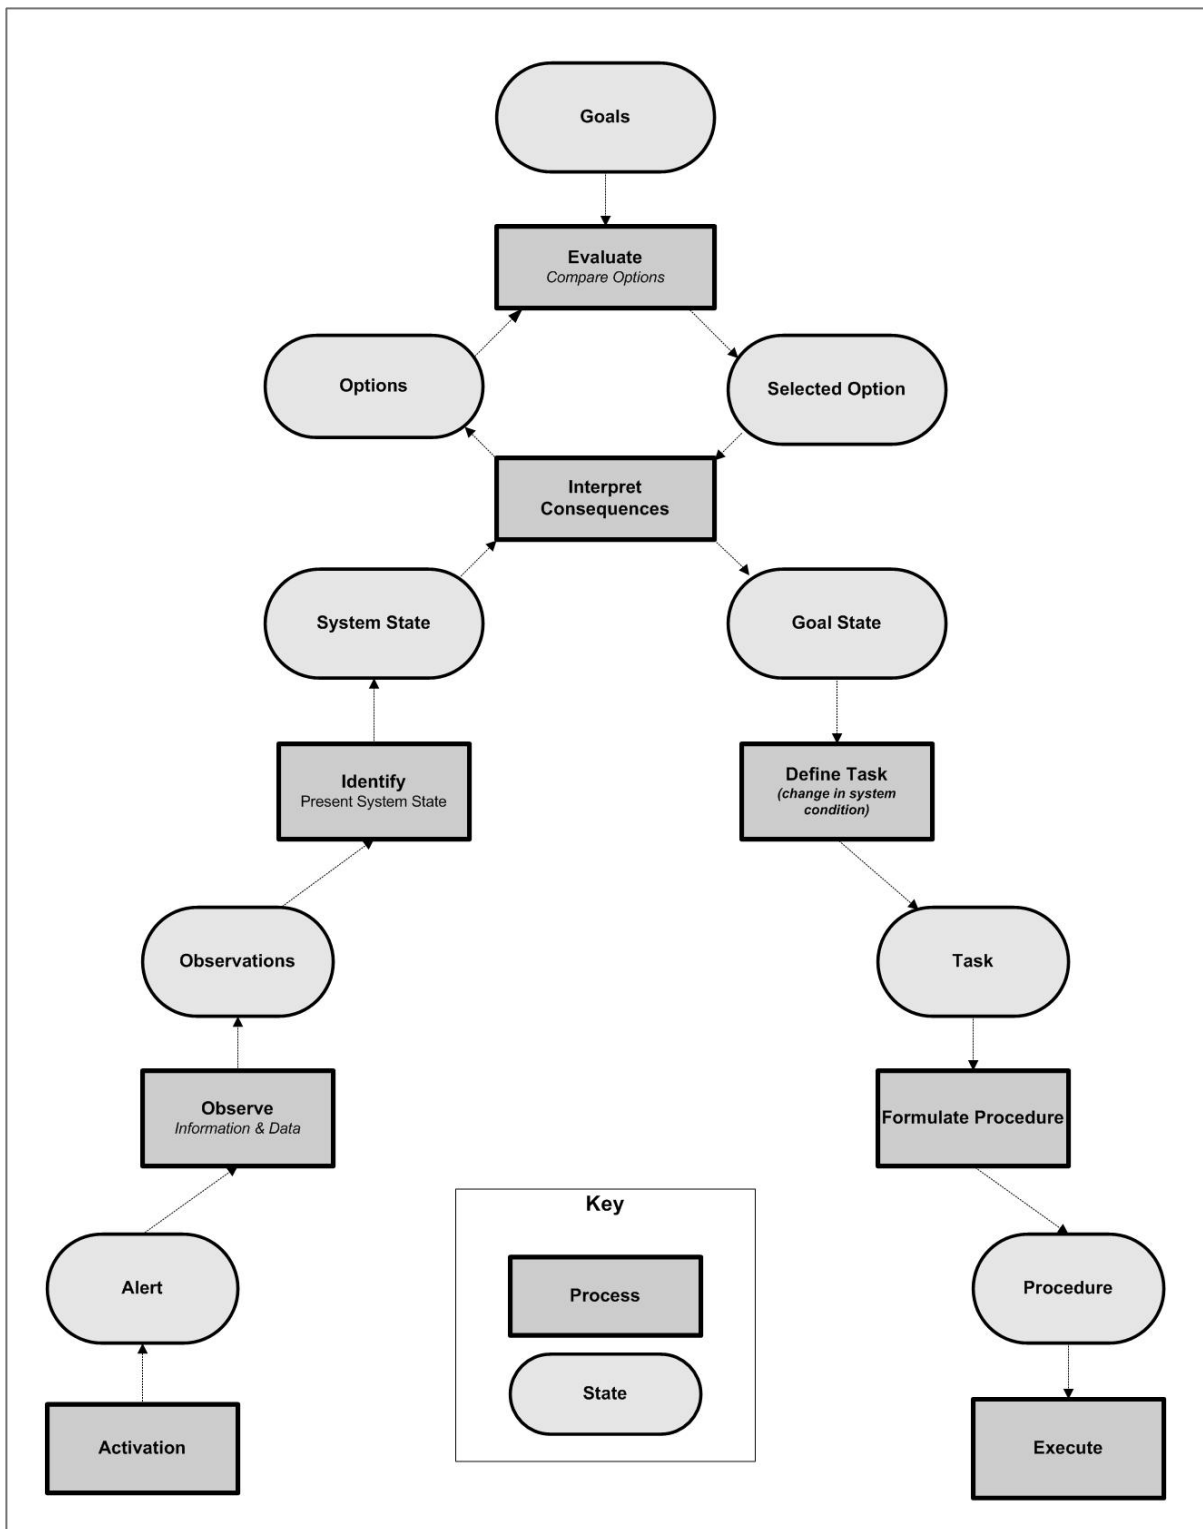 Goals
Evaluate
Compare Options
Options
Selected Option
Interpret
Consequences
System State
Goal State
Identify
Present System State
Define Task
(change in system
condition)
Observations
Task
Observe
Information & Data
Formulate Procedure
Key
Process
State
Alert
Procedure
Activation
Execute